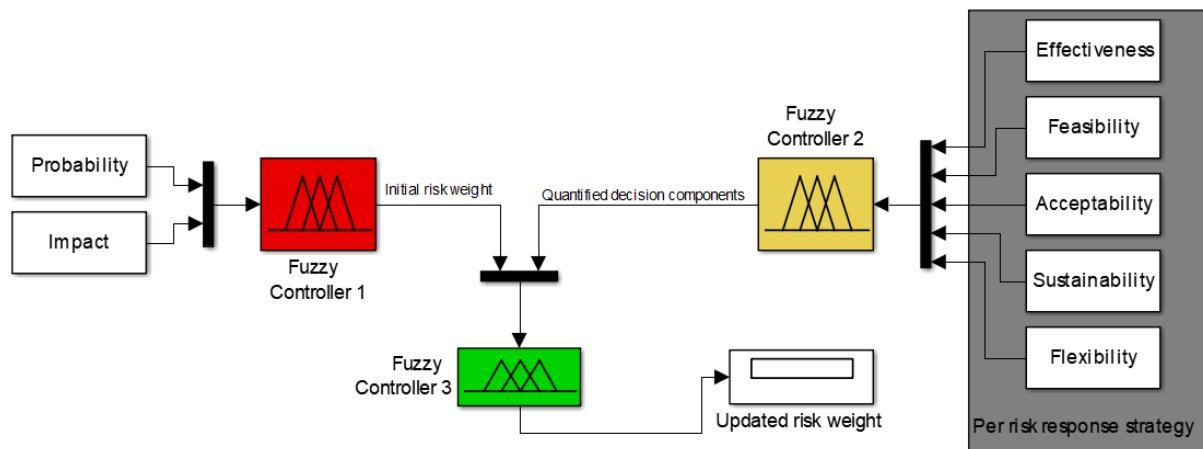 Probability
Impact
Fuzzy
Controller 1
Initial risk weight
Quantified decision components
Fuzzy
Controller 2
Effectiveness
Feasibility
Acceptability
Sustainability
Flexibility
Per risk response strategy
Fuzzy
Controller 3
Updated risk weight